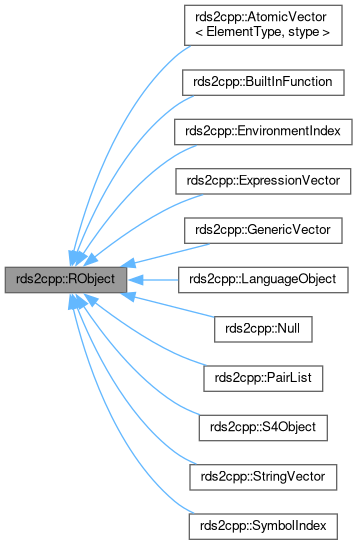 rds2cpp::AtomicVector
< ElementType, stype >
rds2cpp::BuiltInFunction
rds2cpp::EnvironmentIndex
rds2cpp::ExpressionVector
rds2cpp::GenericVector
rds2cpp::RObject
rds2cpp::LanguageObject
rds2cpp::Null
rds2cpp::PairList
rds2cpp::S4Object
rds2cpp::StringVector
rds2cpp::SymbolIndex